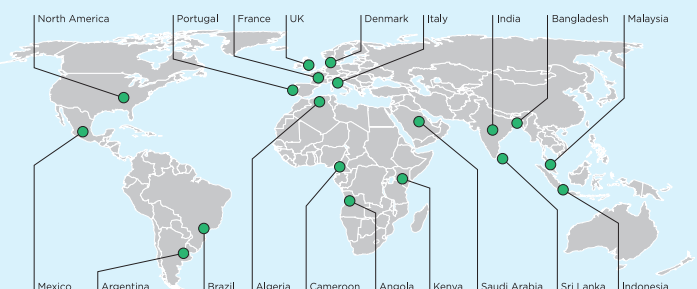 North America
Portugal
France
UK
Denmark
Italy
India
Bangladesh
Malaysia
Mexico
Argentina
Brazil
Algeria
Cameroon
Angola
Kenya
Saudi Arabia
Sri Lanka
Indonesia